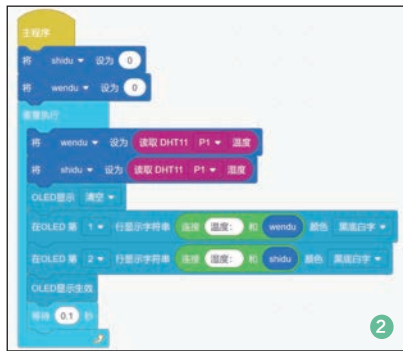 主程序
将 shidu 设为 0
将 wendu 设为 0
重复执行
将 wendu 设为 读取 DHT11 P1 温度
将 shidu 设为 读取 DHT11 P1 湿度
OLED显示 清空
在OLED 第 1 行显示字符串 连接 温度： 和 wendu 颜色 黑底白字
在OLED 第 2 行显示字符串 连接 湿度： 和 shidu 颜色 黑底白字
OLED显示生效
等待 0.1 秒
2